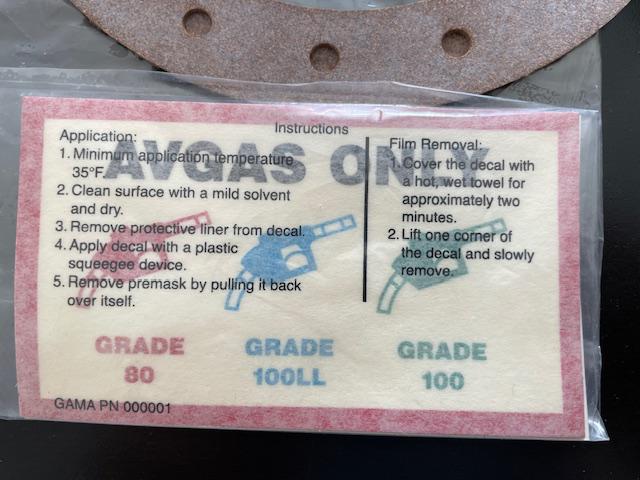 Instructions
AVGAS ONLY
Application:
1. Minimum application temperature
35°F.
2. Clean surface with a mild solvent
and dry.
3. Remove protective liner from decal.
4. Apply decal with a plastic
squeegee device.
5. Remove premask by pulling it back
over itself.
Film Removal:
1. Cover the decal with
a hot, wet towel for
approximately two
minutes.
2. Lift one corner of
the decal and slowly
remove.
GRADE
80
GRADE
100LL
GRADE
100
GAMA PN 000001